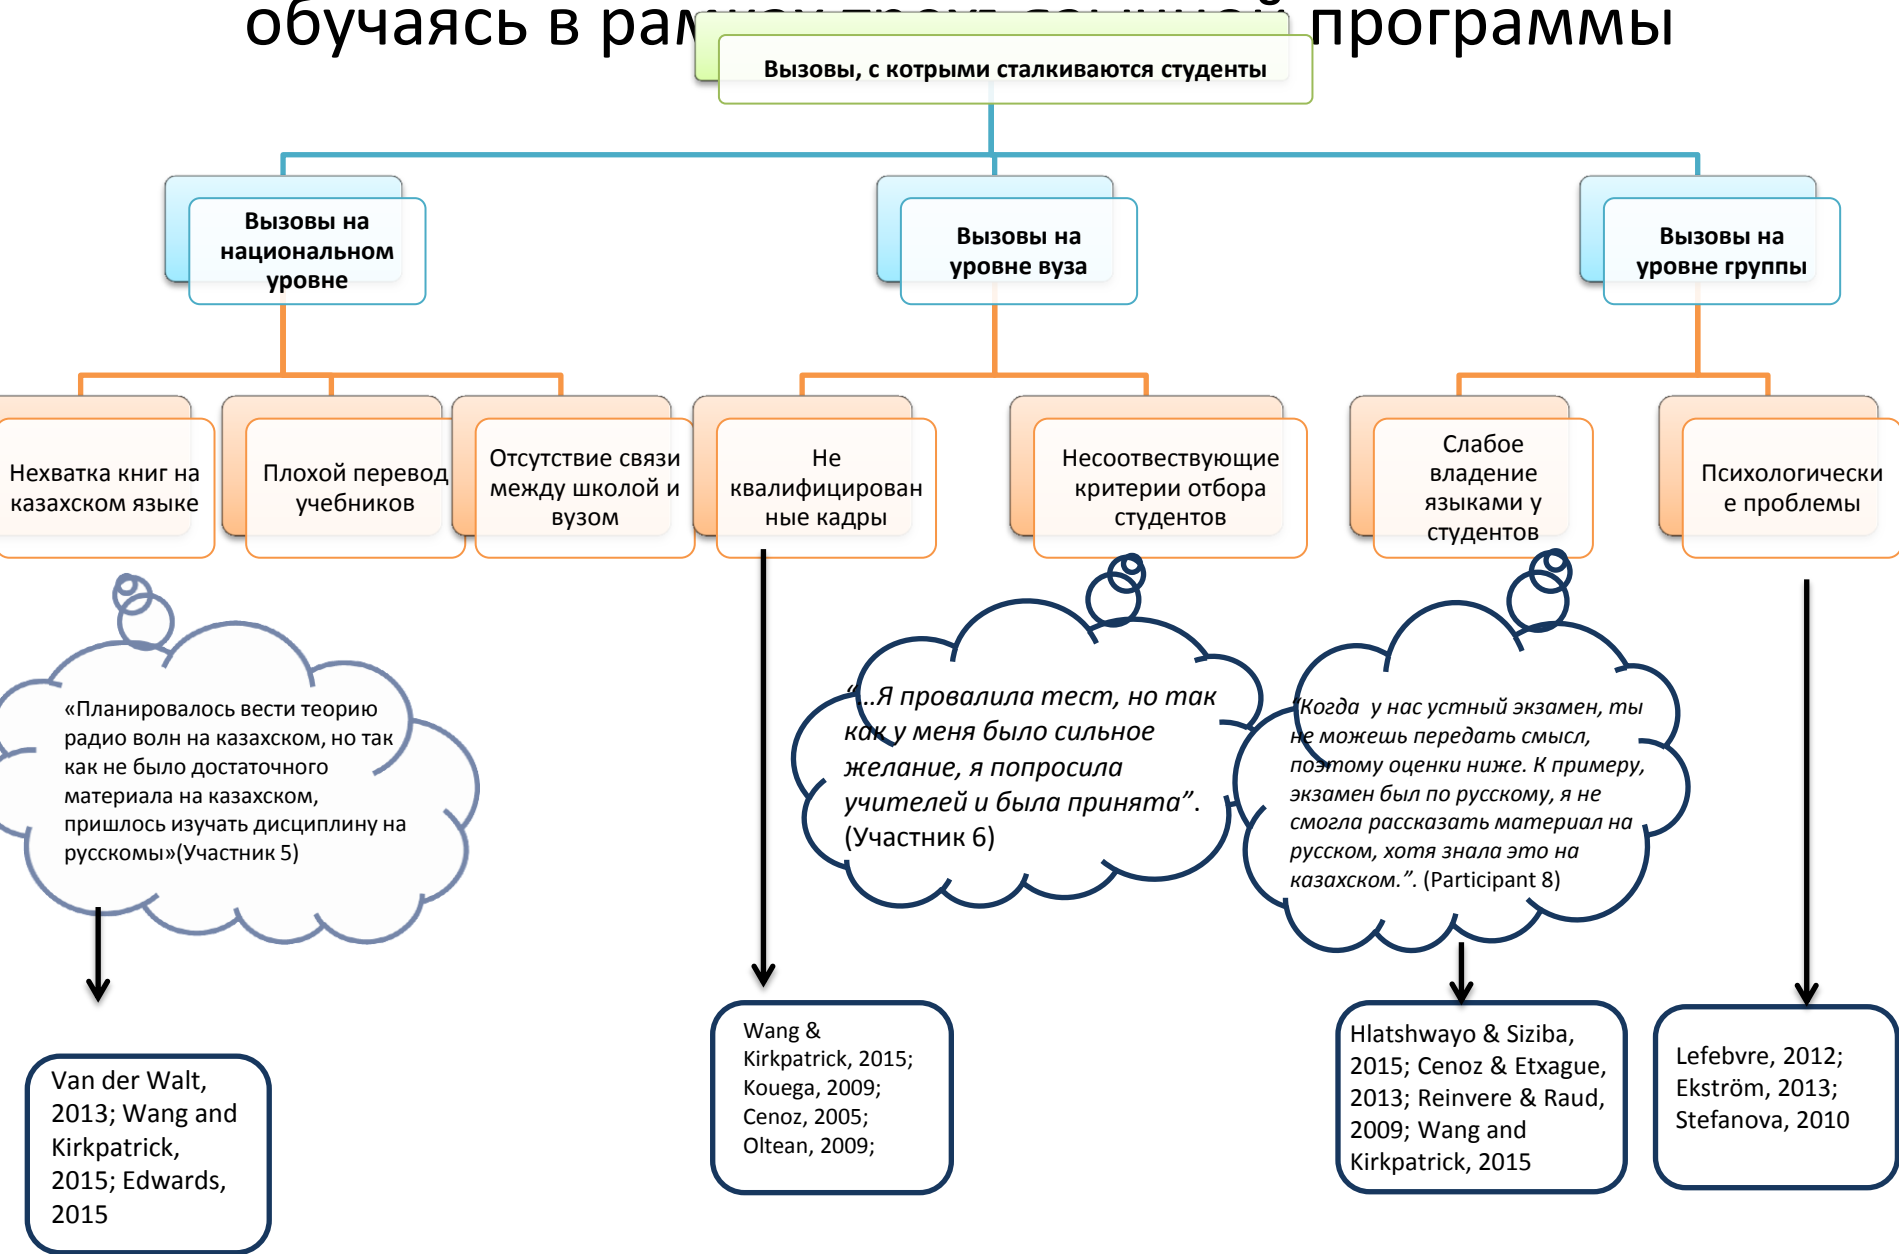 обучаясь в рамках трехъязычной программы
Вызовы, с котрыми сталкиваются студенты
Вызовы на
национальном
уровне
Вызовы на
уровне вуза
Вызовы на
уровне группы
Нехватка книг на
казахском языке
Плохой перевод
учебников
Отсутствие связи
между школой и
вузом
Не
квалифицирован
ные кадры
Несоотвествующие
критерии отбора
студентов
Слабое
владение
языками у
студентов
Психологически
е проблемы
«Планировалось вести теорию
радио волн на казахском, но так
как не было достаточного
материала на казахском,
пришлось изучать дисциплину на
русскомы»(Участник 5)
“…Я провалила тест, но так
как у меня было сильное
желание, я попросила
учителей и была принята”.
(Участник 6)
“Когда у нас устный экзамен, ты
не можешь передать смысл,
поэтому оценки ниже. К примеру,
экзамен был по русскому, я не
смогла рассказать материал на
русском, хотя знала это на
казахском.”. (Participant 8)
Van der Walt,
2013; Wang and
Kirkpatrick,
2015; Edwards,
2015
Wang &
Kirkpatrick, 2015;
Kouega, 2009;
Cenoz, 2005;
Oltean, 2009;
Hlatshwayo & Siziba,
2015; Cenoz & Etxague,
2013; Reinvere & Raud,
2009; Wang and
Kirkpatrick, 2015
Lefebvre, 2012;
Ekström, 2013;
Stefanova, 2010